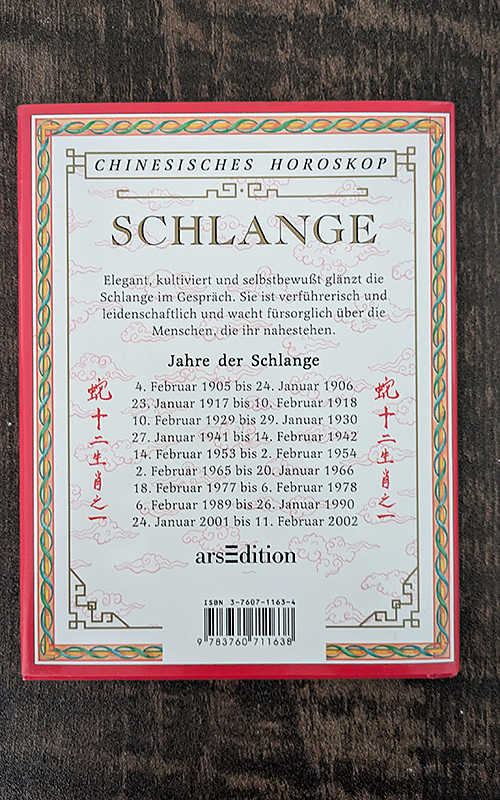 CHINESISCHES HOROSKOP
SCHLANGE
Elegant, kultiviert und selbstbewußt glänzt die
Schlange im Gespräch. Sie ist verführerisch und
leidenschaftlich und wacht fürsorglich über die
Menschen, die ihr nahestehen.
Jahre der Schlange
4. Februar 1905 bis 24. Januar 1906
23. Januar 1917 bis 10. Februar 1918
10. Februar 1929 bis 29. Januar 1930
27. Januar 1941 bis 14. Februar 1942
14. Februar 1953 bis 2. Februar 1954
2. Februar 1965 bis 20. Januar 1966
18. Februar 1977 bis 6. Februar 1978
6. Februar 1989 bis 26. Januar 1990
24. Januar 2001 bis 11. Februar 2002
蛇十二生肖之一
蛇十二生肖之一
arsEdition
ISBN 3-7607-1163-4
9 783760 711638